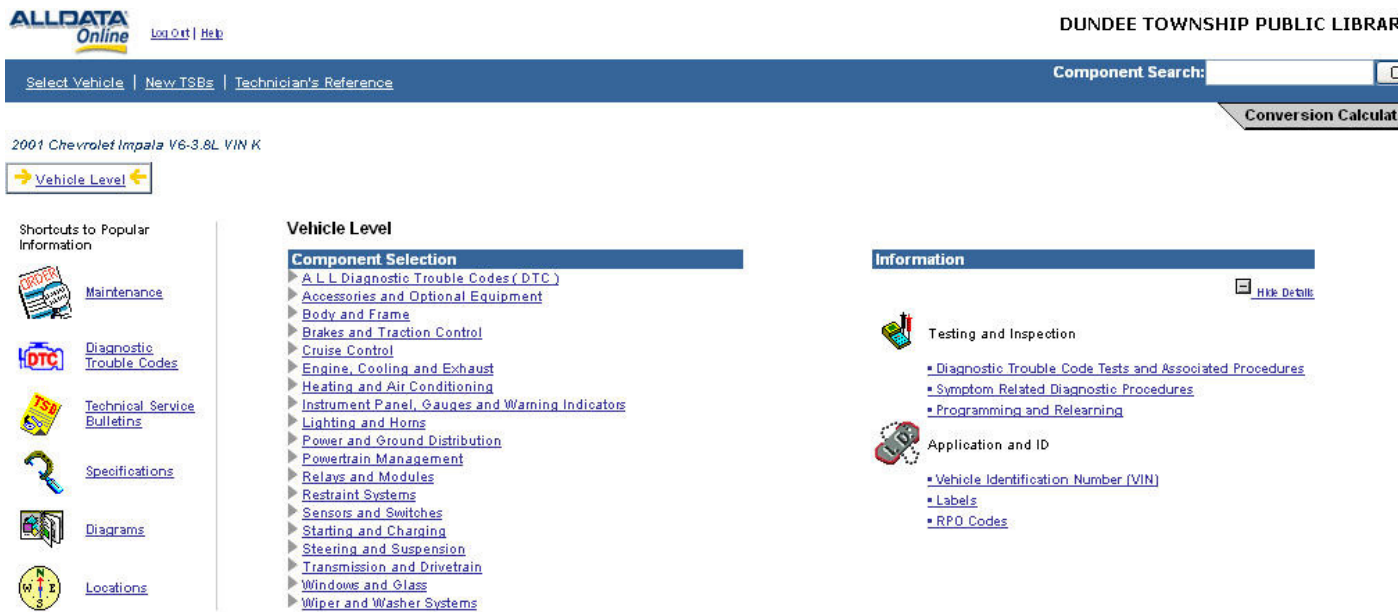 ALLDATA
Online
Log Out | Help
DUNDEE TOWNSHIP PUBLIC LIBRAR
Select Vehicle | New TSBs | Technician's Reference
Component Search:
Conversion Calculat
2001 Chevrolet Impala V6-3.8L VIN K
Vehicle Level
Shortcuts to Popular
Information
ORDER
Maintenance
DTC
Diagnostic
Trouble Codes
TSB
Technical Service
Bulletins
Specifications
Diagrams
N
W E
S
Locations
Vehicle Level
Component Selection
A L L Diagnostic Trouble Codes ( DTC )
Accessories and Optional Equipment
Body and Frame
Brakes and Traction Control
Cruise Control
Engine, Cooling and Exhaust
Heating and Air Conditioning
Instrument Panel, Gauges and Warning Indicators
Lighting and Horns
Power and Ground Distribution
Powertrain Management
Relays and Modules
Restraint Systems
Sensors and Switches
Starting and Charging
Steering and Suspension
Transmission and Drivetrain
Windows and Glass
Wiper and Washer Systems
Information
Hide Details
Testing and Inspection
Diagnostic Trouble Code Tests and Associated Procedures
Symptom Related Diagnostic Procedures
Programming and Relearning
I.D.
Application and ID
Vehicle Identification Number (VIN)
Labels
RPO Codes